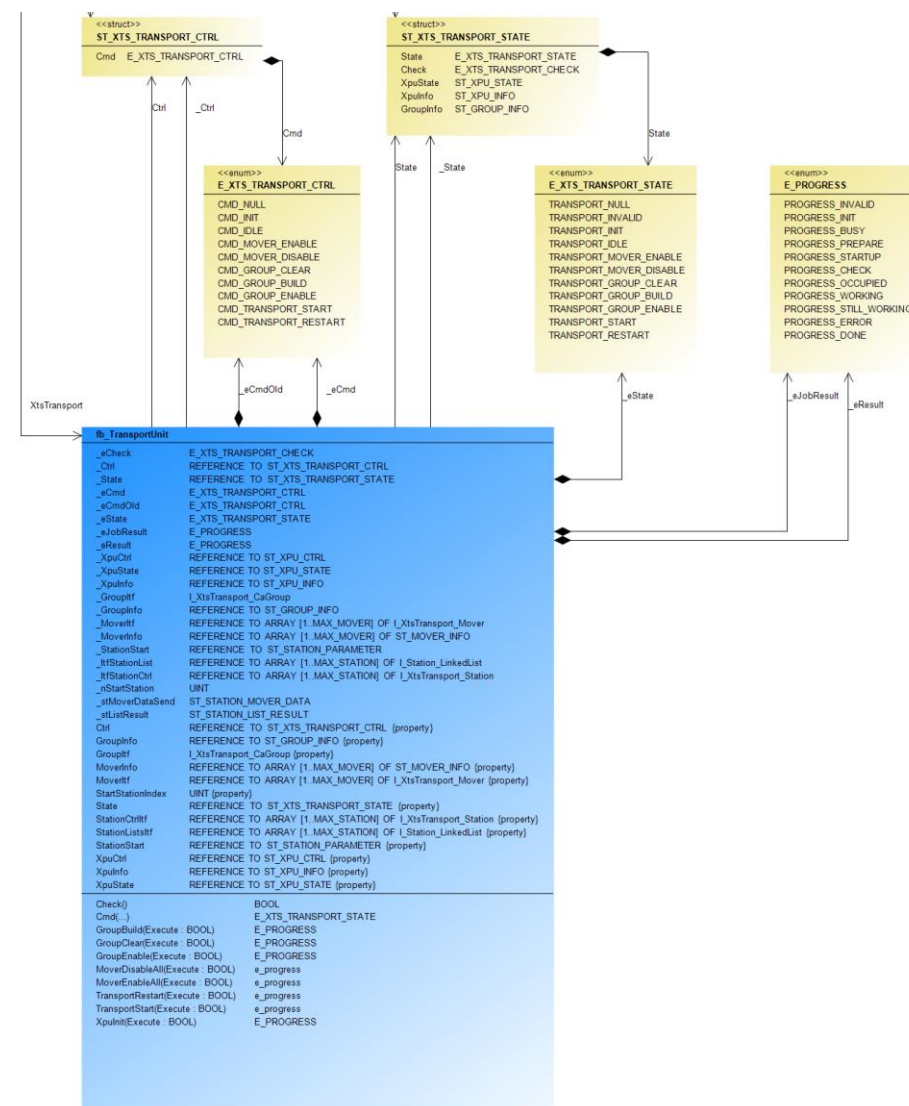 <<struct>>
ST_XTS_TRANSPORT_CTRL
Cmd E_XTS_TRANSPORT_CTRL
<<struct>>
ST_XTS_TRANSPORT_STATE
State E_XTS_TRANSPORT_STATE
Check E_XTS_TRANSPORT_CHECK
XpuState ST_XPU_STATE
XpuInfo ST_XPU_INFO
GroupInfo ST_GROUP_INFO
Ctrl
_Ctrl
Cmd
State
_State
State
<<enum>>
E_XTS_TRANSPORT_CTRL
CMD_NULL
CMD_INIT
CMD_IDLE
CMD_MOVER_ENABLE
CMD_MOVER_DISABLE
CMD_GROUP_CLEAR
CMD_GROUP_BUILD
CMD_GROUP_ENABLE
CMD_TRANSPORT_START
CMD_TRANSPORT_RESTART
<<enum>>
E_XTS_TRANSPORT_STATE
TRANSPORT_NULL
TRANSPORT_INVALID
TRANSPORT_INIT
TRANSPORT_IDLE
TRANSPORT_MOVER_ENABLE
TRANSPORT_MOVER_DISABLE
TRANSPORT_GROUP_CLEAR
TRANSPORT_GROUP_BUILD
TRANSPORT_GROUP_ENABLE
TRANSPORT_START
TRANSPORT_RESTART
<<enum>>
E_PROGRESS
PROGRESS_INVALID
PROGRESS_INIT
PROGRESS_BUSY
PROGRESS_PREPARE
PROGRESS_STARTUP
PROGRESS_CHECK
PROGRESS_OCCUPIED
PROGRESS_WORKING
PROGRESS_STILL_WORKING
PROGRESS_ERROR
PROGRESS_DONE
_eCmdOld
_eCmd
_eState
_eJobResult
_eResult
XtsTransport
fb_TransportUnit
_eCheck E_XTS_TRANSPORT_CHECK
_Ctrl REFERENCE TO ST_XTS_TRANSPORT_CTRL
_State REFERENCE TO ST_XTS_TRANSPORT_STATE
_eCmd E_XTS_TRANSPORT_CTRL
_eCmdOld E_XTS_TRANSPORT_CTRL
_eState E_XTS_TRANSPORT_STATE
_eJobResult E_PROGRESS
_eResult E_PROGRESS
_XpuCtrl REFERENCE TO ST_XPU_CTRL
_XpuState REFERENCE TO ST_XPU_STATE
_XpuInfo REFERENCE TO ST_XPU_INFO
_GroupItf I_XtsTransport_CaGroup
_GroupInfo REFERENCE TO ST_GROUP_INFO
_MoverItf REFERENCE TO ARRAY [1..MAX_MOVER] OF I_XtsTransport_Mover
_MoverInfo REFERENCE TO ARRAY [1..MAX_MOVER] OF ST_MOVER_INFO
_StationStart REFERENCE TO ST_STATION_PARAMETER
_ItfStationList REFERENCE TO ARRAY [1..MAX_STATION] OF I_Station_LinkedList
_ItfStationCtrl REFERENCE TO ARRAY [1..MAX_STATION] OF I_XtsTransport_Station
_nStartStation UINT
_stMoverDataSend ST_STATION_MOVER_DATA
_stListResult ST_STATION_LIST_RESULT
Ctrl REFERENCE TO ST_XTS_TRANSPORT_CTRL {property}
GroupInfo REFERENCE TO ST_GROUP_INFO {property}
GroupItf I_XtsTransport_CaGroup {property}
MoverInfo REFERENCE TO ARRAY [1..MAX_MOVER] OF ST_MOVER_INFO {property}
MoverItf REFERENCE TO ARRAY [1..MAX_MOVER] OF I_XtsTransport_Mover {property}
StartStationIndex UINT {property}
State REFERENCE TO ST_XTS_TRANSPORT_STATE {property}
StationCtrlItf REFERENCE TO ARRAY [1..MAX_STATION] OF I_XtsTransport_Station {property}
StationListsItf REFERENCE TO ARRAY [1..MAX_STATION] OF I_Station_LinkedList {property}
StationStart REFERENCE TO ST_STATION_PARAMETER {property}
XpuCtrl REFERENCE TO ST_XPU_CTRL {property}
XpuInfo REFERENCE TO ST_XPU_INFO {property}
XpuState REFERENCE TO ST_XPU_STATE {property}
Check() BOOL
Cmd(...) E_XTS_TRANSPORT_STATE
GroupBuild(Execute : BOOL) E_PROGRESS
GroupClear(Execute : BOOL) E_PROGRESS
GroupEnable(Execute : BOOL) E_PROGRESS
MoverDisableAll(Execute : BOOL) e_progress
MoverEnableAll(Execute : BOOL) e_progress
TransportRestart(Execute : BOOL) e_progress
TransportStart(Execute : BOOL) e_progress
XpuInit(Execute : BOOL) E_PROGRESS